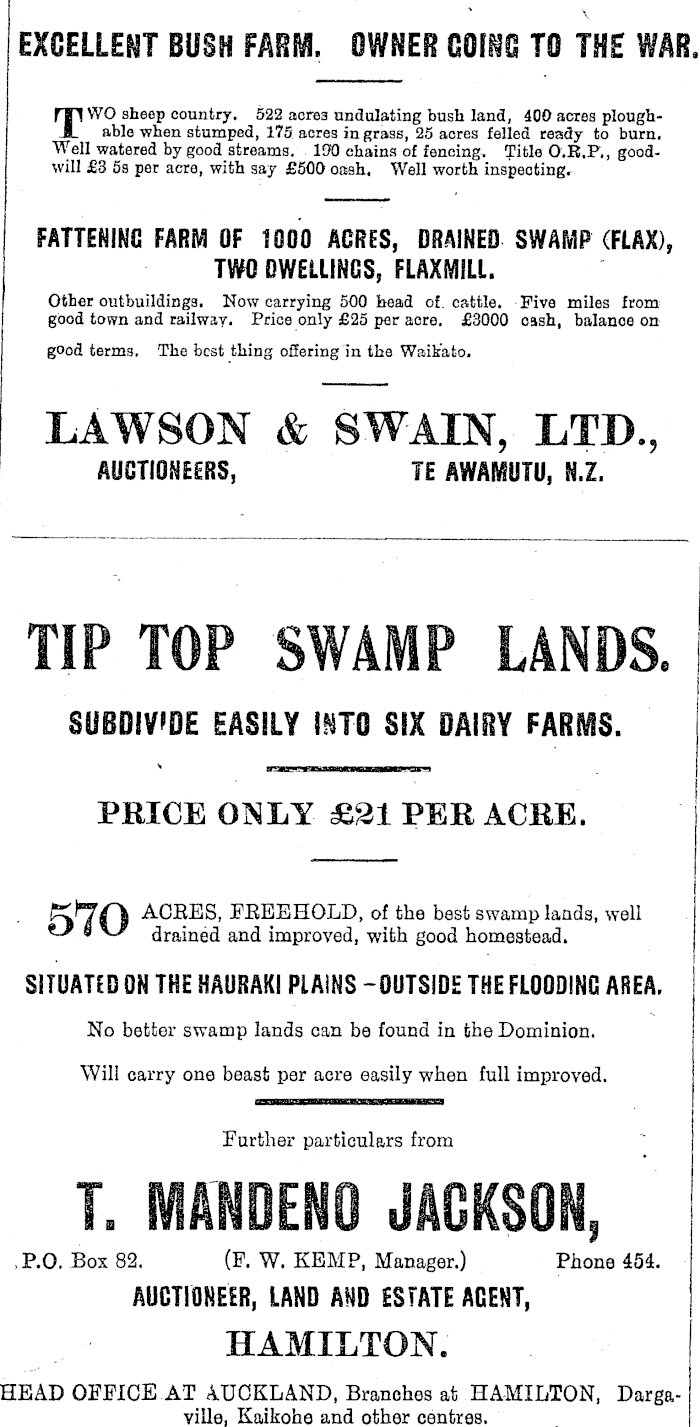 EXCELLENT BUSH FARM. OWNER GOING TO THE WAR.
TWO sheep country. 522 acres undulating bush land, 400 acres plough-
able when stumped, 175 acres in grass, 25 acres felled ready to burn.
Well watered by good streams. 190 chains of fencing. Title O.R.P., good-
will £3 5s per acre, with say £500 cash. Well worth inspecting.
FATTENING FARM OF 1000 ACRES, DRAINED SWAMP (FLAX),
TWO DWELLINGS, FLAXMILL.
Other outbuildings. Now carrying 500 head of cattle. Five miles from
good town and railway. Price only £25 per acre. £3000 cash, balance on
good terms. The best thing offering in the Waikato.
LAWSON & SWAIN, LTD.,
AUCTIONEERS, TE AWAMUTU, N.Z.
TIP TOP SWAMP LANDS.
SUBDIVIDE EASILY INTO SIX DAIRY FARMS.
PRICE ONLY £21 PER ACRE.
570 ACRES, FREEHOLD, of the best swamp lands, well
drained and improved, with good homestead.
SITUATED ON THE HAURAKI PLAINS - OUTSIDE THE FLOODING AREA.
No better swamp lands can be found in the Dominion.
Will carry one beast per acre easily when full improved.
Further particulars from
T. MANDENO JACKSON,
P.O. Box 82. (F. W. KEMP, Manager.) Phone 454.
AUCTIONEER, LAND AND ESTATE AGENT,
HAMILTON.
HEAD OFFICE AT AUCKLAND, Branches at HAMILTON, Darga-
ville, Kaikohe and other centres.